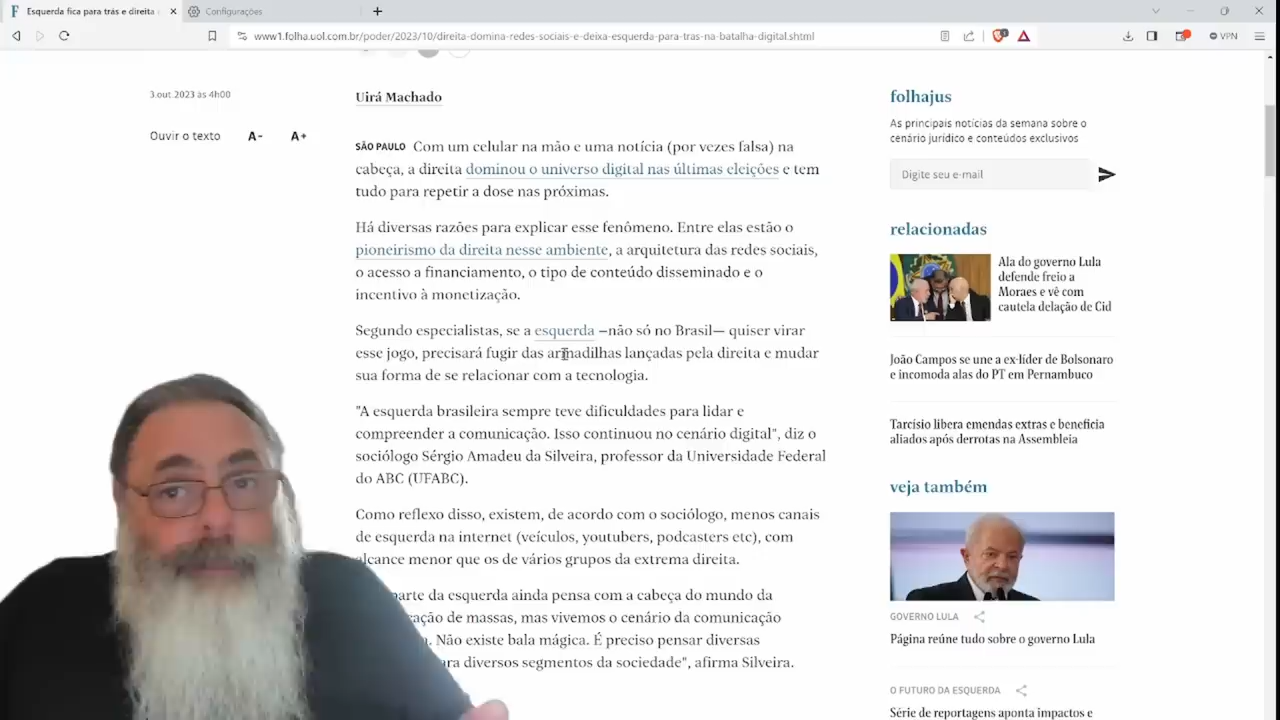 Esquerda fica para trás e direita
Configurações
www1.folha.uol.com.br/poder/2023/10/direita-domina-redes-sociais-e-deixa-esquerda-para-tras-na-batalha-digital.shtml
VPN
3.out.2023 às 4h00
Ouvir o texto A- A+
Uirá Machado
SÃO PAULO Com um celular na mão e uma notícia (por vezes falsa) na
cabeça, a direita dominou o universo digital nas últimas eleições e tem
tudo para repetir a dose nas próximas.
Há diversas razões para explicar esse fenômeno. Entre elas estão o
pioneirismo da direita nesse ambiente, a arquitetura das redes sociais,
o acesso a financiamento, o tipo de conteúdo disseminado e o
incentivo à monetização.
Segundo especialistas, se a esquerda —não só no Brasil— quiser virar
esse jogo, precisará fugir das armadilhas lançadas pela direita e mudar
sua forma de se relacionar com a tecnologia.
"A esquerda brasileira sempre teve dificuldades para lidar e
compreender a comunicação. Isso continuou no cenário digital", diz o
sociólogo Sérgio Amadeu da Silveira, professor da Universidade Federal
do ABC (UFABC).
Como reflexo disso, existem, de acordo com o sociólogo, menos canais
de esquerda na internet (veículos, youtubers, podcasters etc), com
alcance menor que os de vários grupos da extrema direita.
arte da esquerda ainda pensa com a cabeça do mundo da
ação de massas, mas vivemos o cenário da comunicação
Não existe bala mágica. É preciso pensar diversas
ara diversos segmentos da sociedade", afirma Silveira.
folhajus
As principais notícias da semana sobre o
cenário jurídico e conteúdos exclusivos
Digite seu e-mail
relacionadas
Ala do governo Lula
defende freio a
Moraes e vê com
cautela delação de Cid
João Campos se une a ex-líder de Bolsonaro
e incomoda alas do PT em Pernambuco
Tarcísio libera emendas extras e beneficia
aliados após derrotas na Assembleia
veja também
GOVERNO LULA
Página reúne tudo sobre o governo Lula
O FUTURO DA ESQUERDA
Série de reportagens aponta impactos e